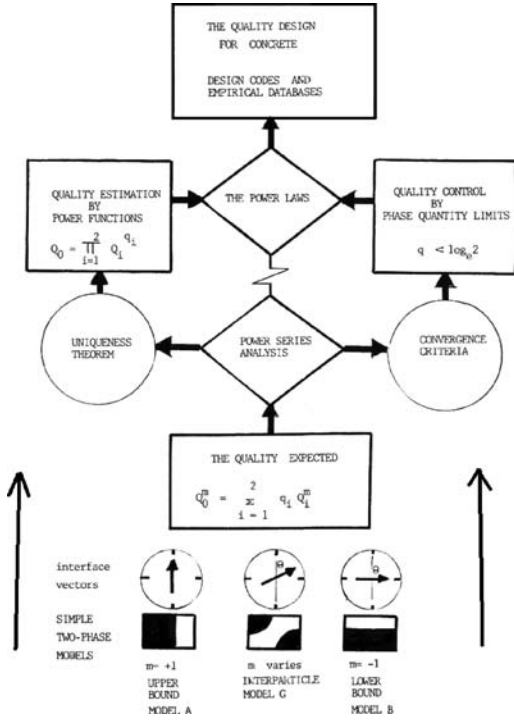 THE QUALITY DESIGN
FOR CONCRETE
DESIGN CODES AND
EMPIRICAL DATABASES
QUALITY ESTIMATION
BY
POWER FUNCTIONS
Q₀ = ∏ Qᵢ^qᵢ
2
i=1
THE POWER LAWS
QUALITY CONTROL
BY
PHASE QUANTITY LIMITS
q < logₑ2
UNIQUENESS
THEOREM
POWER SERIES
ANALYSIS
CONVERGENCE
CRITERIA
THE QUALITY EXPECTED
2
Q₀^m = Σ qᵢ Qᵢ^m
i = 1
interface
vectors
θ
θ
SIMPLE
TWO-PHASE
MODELS
m= +1
UPPER
BOUND
MODEL A
m varies
INTERPARTICLE
MODEL G
m= -1
LOWER
BOUND
MODEL B